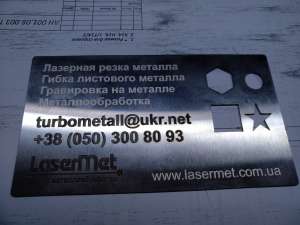 Лазерная резка металла
Гибка листового металла
Гравировка на металле
Металлообработка
turbometall@ukr.net
+38 (050) 300 80 93
LaserMet
www.lasermet.com.ua